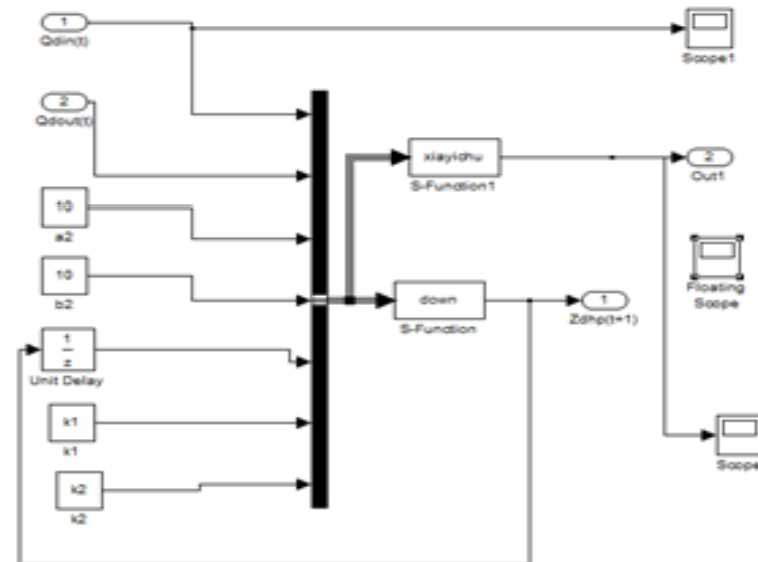 1
Qdin(t)
Scope1
2
Qdout(t)
xiayichu
S-Function1
2
Out1
10
a2
Floating
Scope
10
b2
down
S-Function
1
Zdhp(t+1)
1
z
Unit Delay
k1
k1
Scope
k2
k2